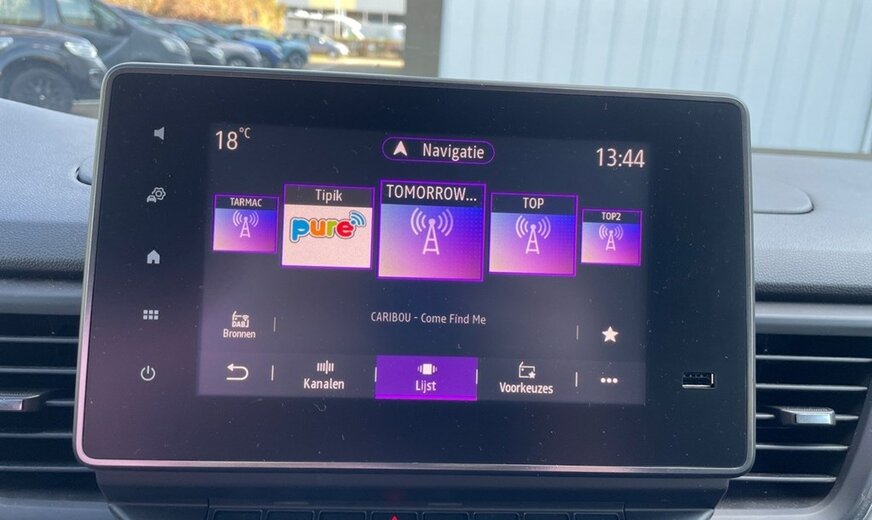 18°C
Navigatie
13:44
TARMAC
Tipik
TOMORROW...
TOP
TOP2
pure
CARIBOU - Come Find Me
DAB
Bronnen
Kanalen
Lijst
Voorkeuzes